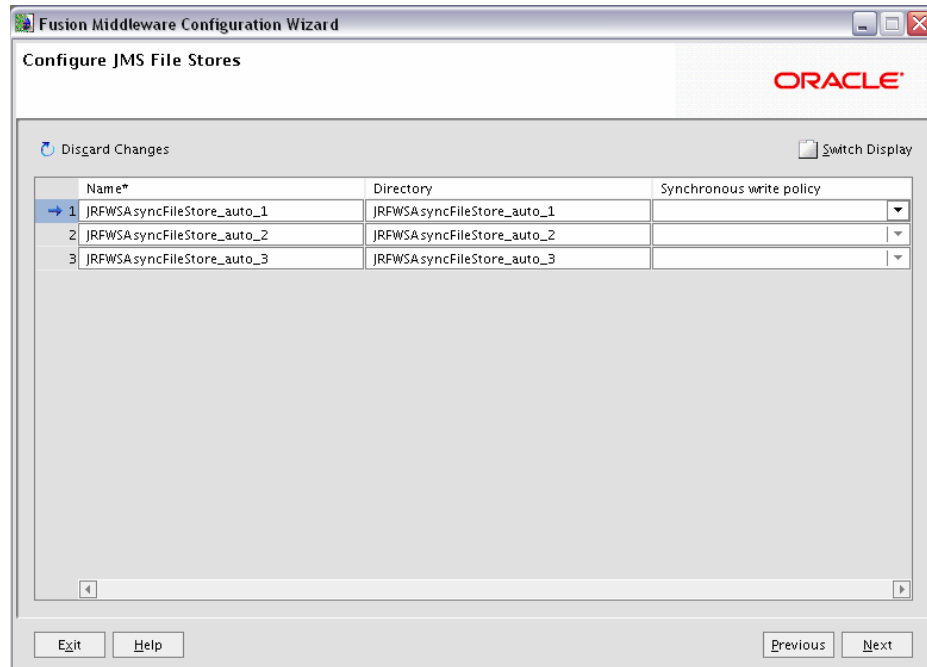 Fusion Middleware Configuration Wizard
Configure JMS File Stores
ORACLE
Discard Changes
Switch Display
Name* Directory Synchronous write policy
1 JRFWSAsyncFileStore_auto_1 JRFWSAsyncFileStore_auto_1
2 JRFWSAsyncFileStore_auto_2 JRFWSAsyncFileStore_auto_2
3 JRFWSAsyncFileStore_auto_3 JRFWSAsyncFileStore_auto_3
Exit Help Previous Next